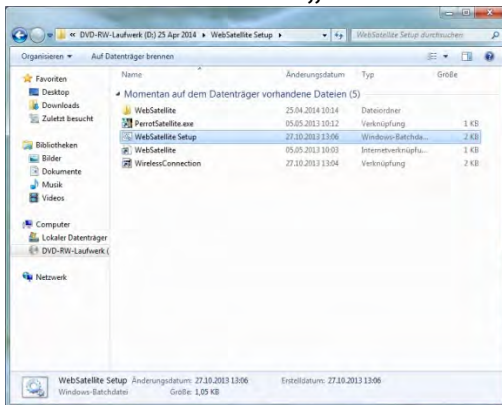 „
« DVD-RW-Laufwerk (D:) 25 Apr 2014 ▸ WebSatellite Setup ▸
WebSatellite Setup durchsuchen
Organisieren ▾ Auf Datenträger brennen
Name Änderungsdatum Typ Größe
Momentan auf dem Datenträger vorhandene Dateien (5)
WebSatellite 25.04.2014 10:14 Dateiordner
PerrotSatellite.exe 05.05.2013 10:12 Verknüpfung 1 KB
WebSatellite Setup 27.10.2013 13:06 Windows-Batchda... 2 KB
WebSatellite 05.05.2013 10:03 Internetverknüpfu... 1 KB
WirelessConnection 27.10.2013 13:04 Verknüpfung 2 KB
Favoriten
Desktop
Downloads
Zuletzt besucht
Bibliotheken
Bilder
Dokumente
Musik
Videos
Computer
Lokaler Datenträger
DVD-RW-Laufwerk (
Netzwerk
WebSatellite Setup Änderungsdatum: 27.10.2013 13:06 Erstelldatum: 27.10.2013 13:06
Windows-Batchdatei Größe: 1,05 KB